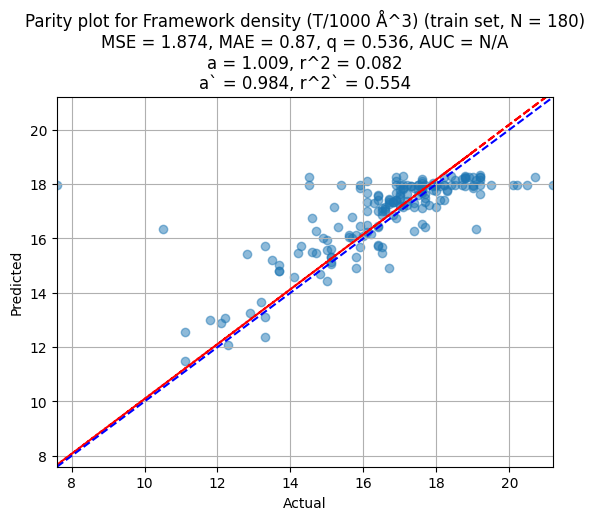 Parity plot for Framework density (T/1000 Å^3) (train set, N = 180)
MSE = 1.874, MAE = 0.87, q = 0.536, AUC = N/A
a = 1.009, r^2 = 0.082
a` = 0.984, r^2` = 0.554
20
18
16
14
12
10
8
Predicted
8 10 12 14 16 18 20
Actual